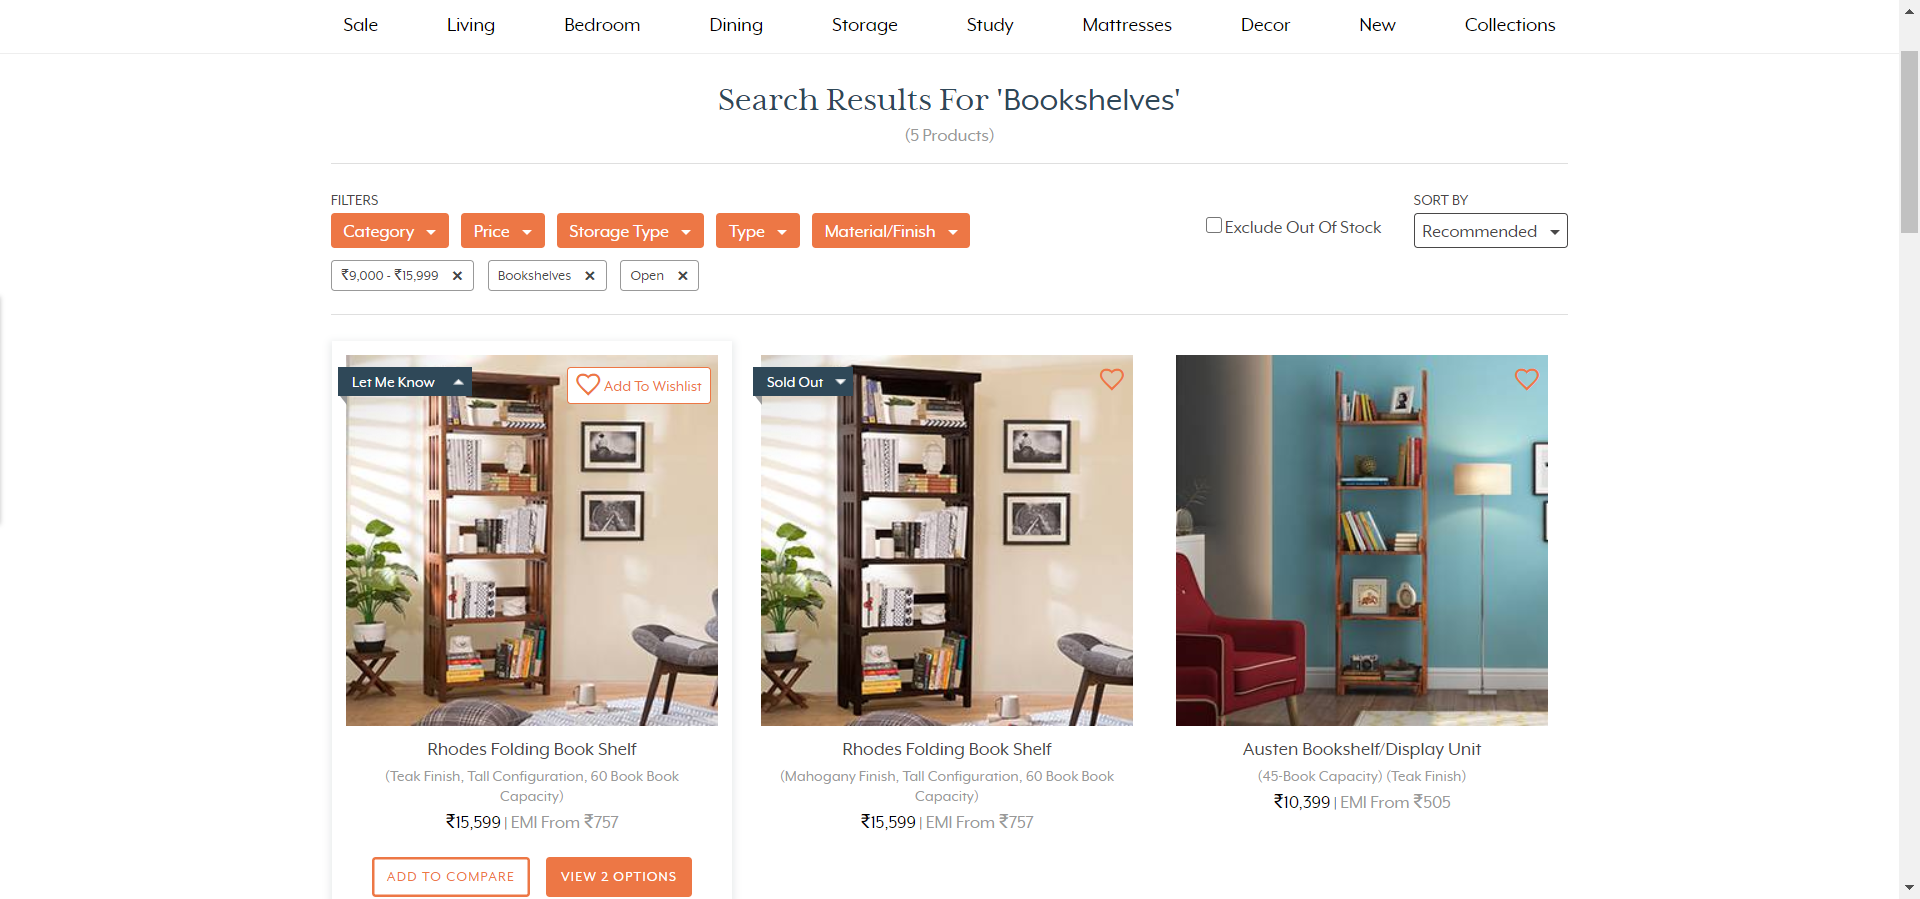 Sale Living Bedroom Dining Storage Study Mattresses Decor New Collections
Search Results For 'Bookshelves'
(5 Products)
FILTERS
SORT BY
Category Price Storage Type Type Material/Finish
Exclude Out Of Stock
Recommended
₹9,000 - ₹15,999 ✕ Bookshelves ✕ Open ✕
Let Me Know
Add To Wishlist
Sold Out
Rhodes Folding Book Shelf
(Teak Finish, Tall Configuration, 60 Book Book
Capacity)
₹15,599 | EMI From ₹757
ADD TO COMPARE
VIEW 2 OPTIONS
Rhodes Folding Book Shelf
(Mahogany Finish, Tall Configuration, 60 Book Book
Capacity)
₹15,599 | EMI From ₹757
Austen Bookshelf/Display Unit
(45-Book Capacity) (Teak Finish)
₹10,399 | EMI From ₹505